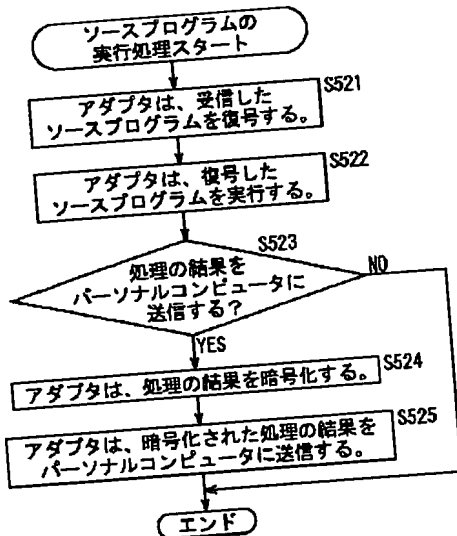 ソースプログラムの
実行処理スタート
S521
アダプタは、受信した
ソースプログラムを復号する。
S522
アダプタは、復号した
ソースプログラムを実行する。
S523
処理の結果を
パーソナルコンピュータに
送信する?
NO
YES
S524
アダプタは、処理の結果を暗号化する。
S525
アダプタは、暗号化された処理の結果を
パーソナルコンピュータに送信する。
エンド